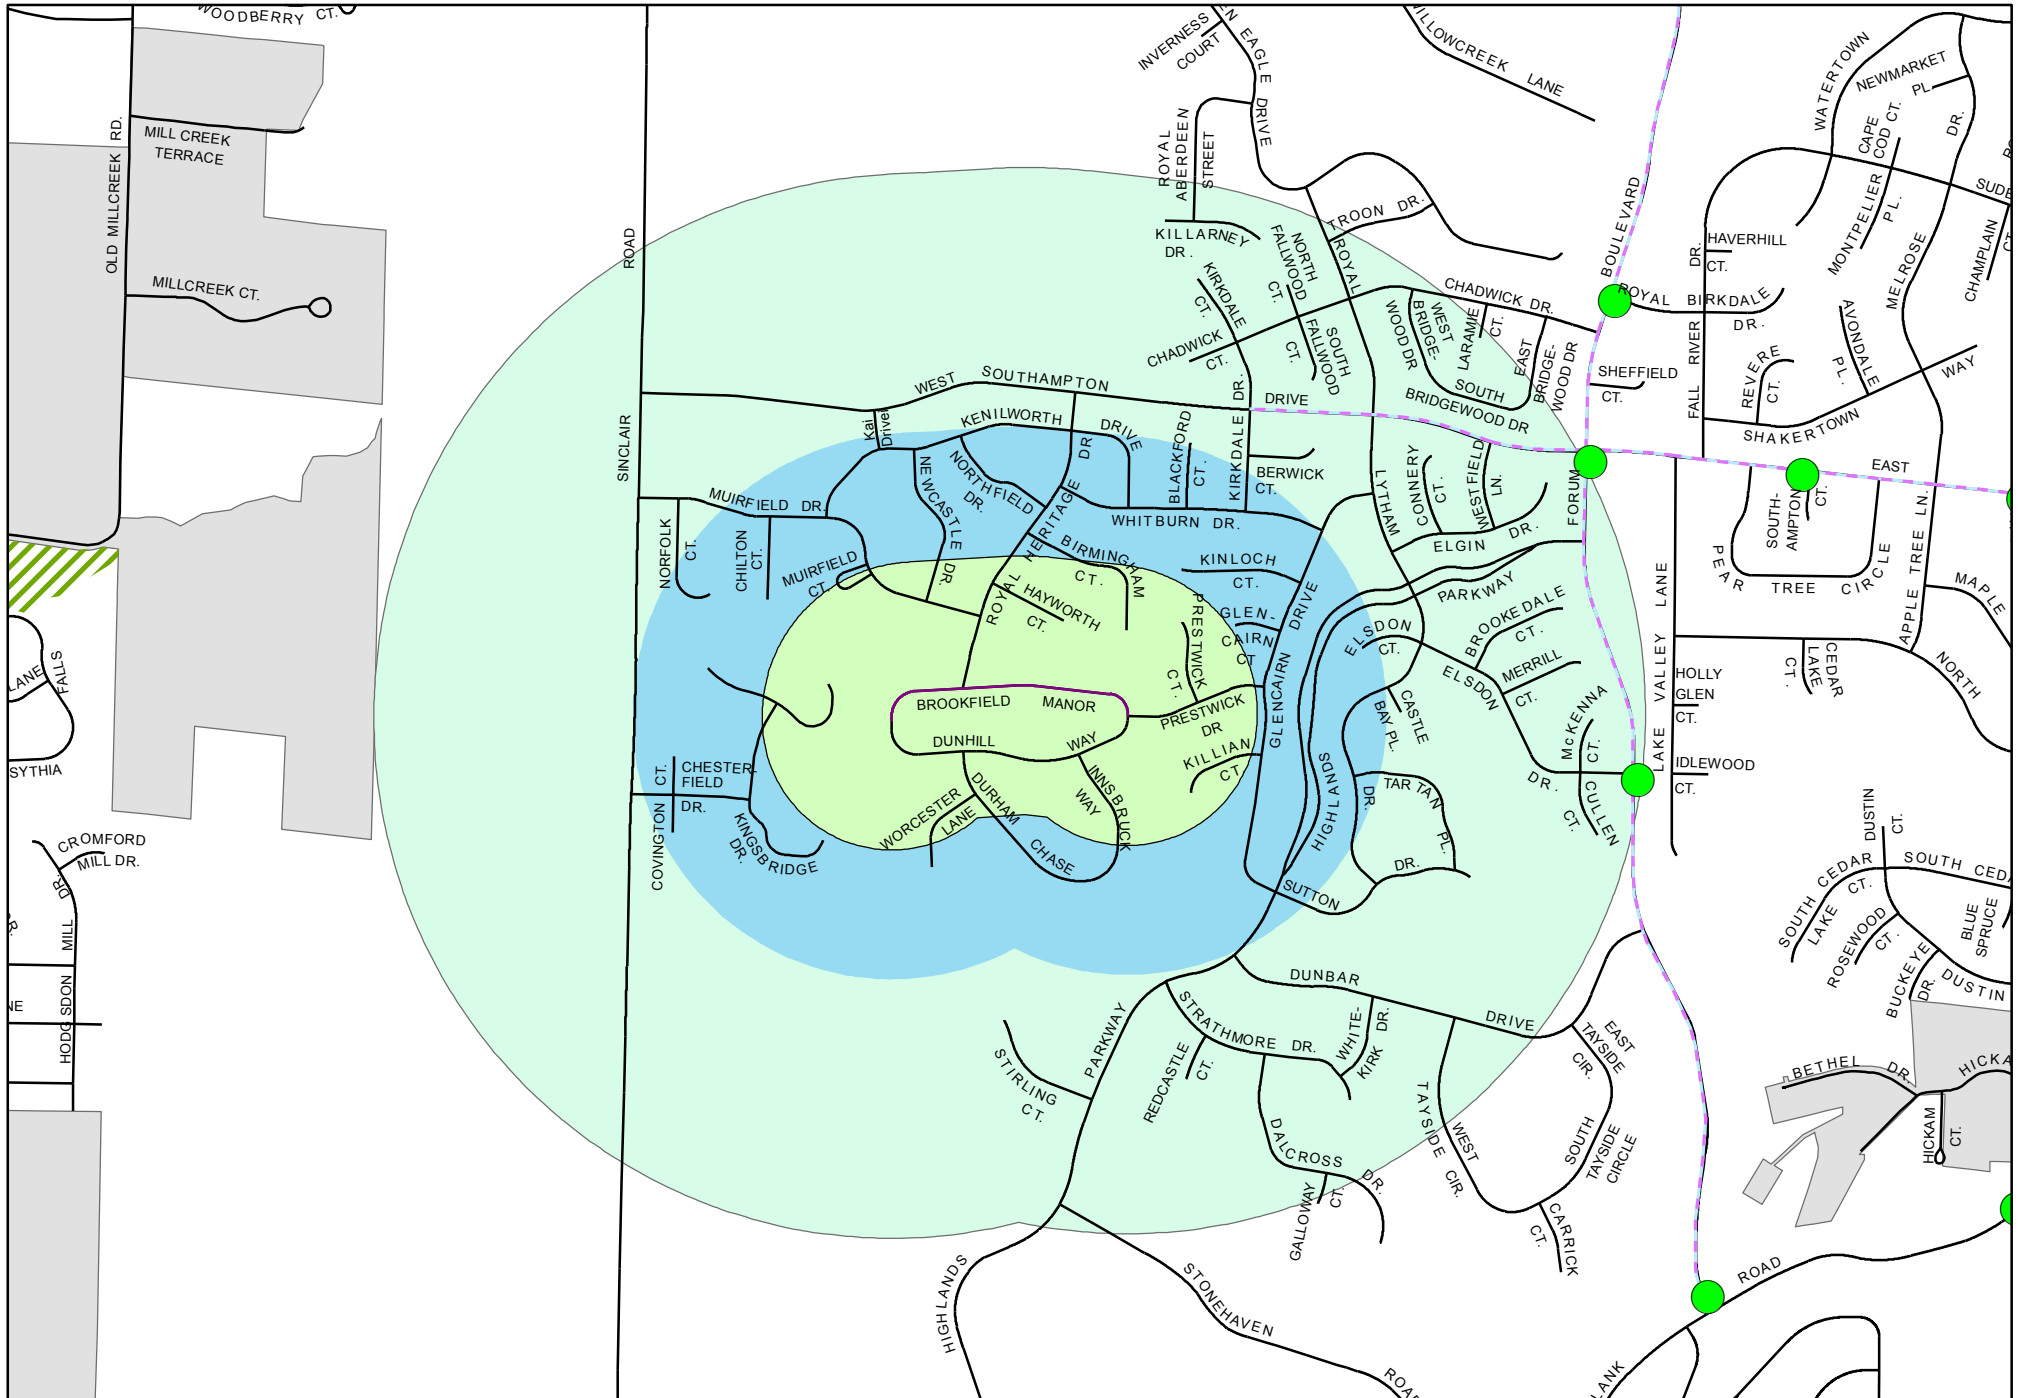 WOODBERRY CT.
OLD MILLCREEK RD.
MILL CREEK
TERRACE
MILLCREEK CT.
SINCLAIR ROAD
INVERNESS
COURT
EAGLE DRIVE
ROYAL
ABERDEEN
STREET
KILLARNEY
DR.
TROON DR.
ROYAL
LYTHAM
NORTH
FALLWOOD
CT.
SOUTH
FALLWOOD
CT.
KIRKDALE
CT.
CHADWICK
CT.
CHADWICK DR.
WEST
BRIDGE-
WOOD DR
LARAMIE
CT.
EAST
BRIDGE-
WOOD DR
SOUTH
BRIDGEWOOD DR
LANE
BOULEVARD
FORUM
ROYAL BIRKDALE
DR.
HAVERHILL
CT.
FALL RIVER DR.
SHEFFIELD
CT.
REVERE
CT.
AVONDALE
PL.
SHAKERTOWN
WAY
WATERTOWN
NEWMARKET
PL
CAPE
COD CT.
MONTPELIER
PL.
MELROSE
DR.
CHAMPLAIN
WEST SOUTHAMPTON DRIVE
EAST
Kai
Drive
KENILWORTH DRIVE
NORTHFIELD
DR.
NEWCASTLE DR.
ROYAL HERITAGE DR
BLACKFORD
CT.
KIRKDALE DR.
BERWICK
CT.
WHITBURN DR.
CONNERY
CT.
WESTFIELD
LN.
ELGIN DR.
MUIRFIELD DR.
NORFOLK
CT.
CHILTON
CT.
MUIRFIELD
CT.
BIRMINGHAM
CT.
HAYWORTH
CT.
KINLOCH
CT.
GLEN-
CAIRN
CT
PRESTWICK
CT.
PRESTWICK
DR
KILLIAN
CT.
GLENCAIRN DRIVE
BROOKFIELD MANOR
DUNHILL WAY
DURHAM
CHASE
WORCESTER
LANE
INNSBRUCK
WAY
CHESTER-
FIELD
DR.
COVINGTON CT.
KINGSBRIDGE
DR.
PARKWAY
HIGHLANDS
ELSDON
CT.
ELSDON
DR.
BROOKEDALE
CT.
MERRILL
CT.
McKENNA
CT.
CULLEN
CT.
CASTLE
BAY PL.
TARTAN
PL.
DR.
SUTTON
DR.
LAKE VALLEY LANE
HOLLY
GLEN
CT.
IDLEWOOD
CT.
CEDAR
LAKE
CT.
NORTH
APPLE TREE LN.
MAPLE
PEAR TREE CIRCLE
SOUTH-
AMPTON
CT.
DUSTIN
CT.
SOUTH CEDAR
LAKE
CT.
ROSEWOOD
CT.
BUCKEYE
DR.
DUSTIN
BLUE
SPRUCE
BETHEL DR.
HICKAM
CT.
ROAD
DUNBAR DRIVE
STRATHMORE DR.
WHITE-
KIRK
DR.
REDCASTLE
CT.
STIRLING
CT.
PARKWAY
HIGHLANDS
DALCROSS DR.
GALLOWAY
CT.
WEST
TAYSIDE CIR.
EAST
TAYSIDE
CIR.
SOUTH
TAYSIDE
CIRCLE
CARRICK
CT.
STONEHAVEN
LANE
FALLS
CROMFORD
MILL DR.
HODGSDON MILL DR.